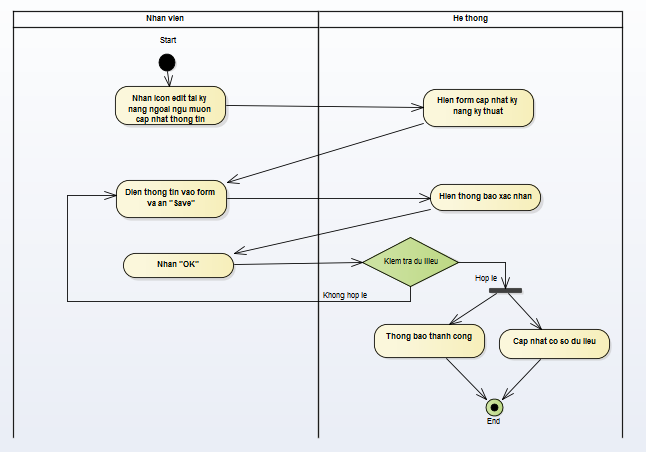 Nhan vien
He thong
Start
Nhan icon edit tai ky
nang ngoai ngu muon
cap nhat thong tin
Hien form cap nhat ky
nang ky thuat
Dien thong tin vao form
va an "Save"
Hien thong bao xac nhan
Nhan "OK"
Kiem tra du lilieu
Hop le
Khong hop le
Thong bao thanh cong
Cap nhat co so du lieu
End